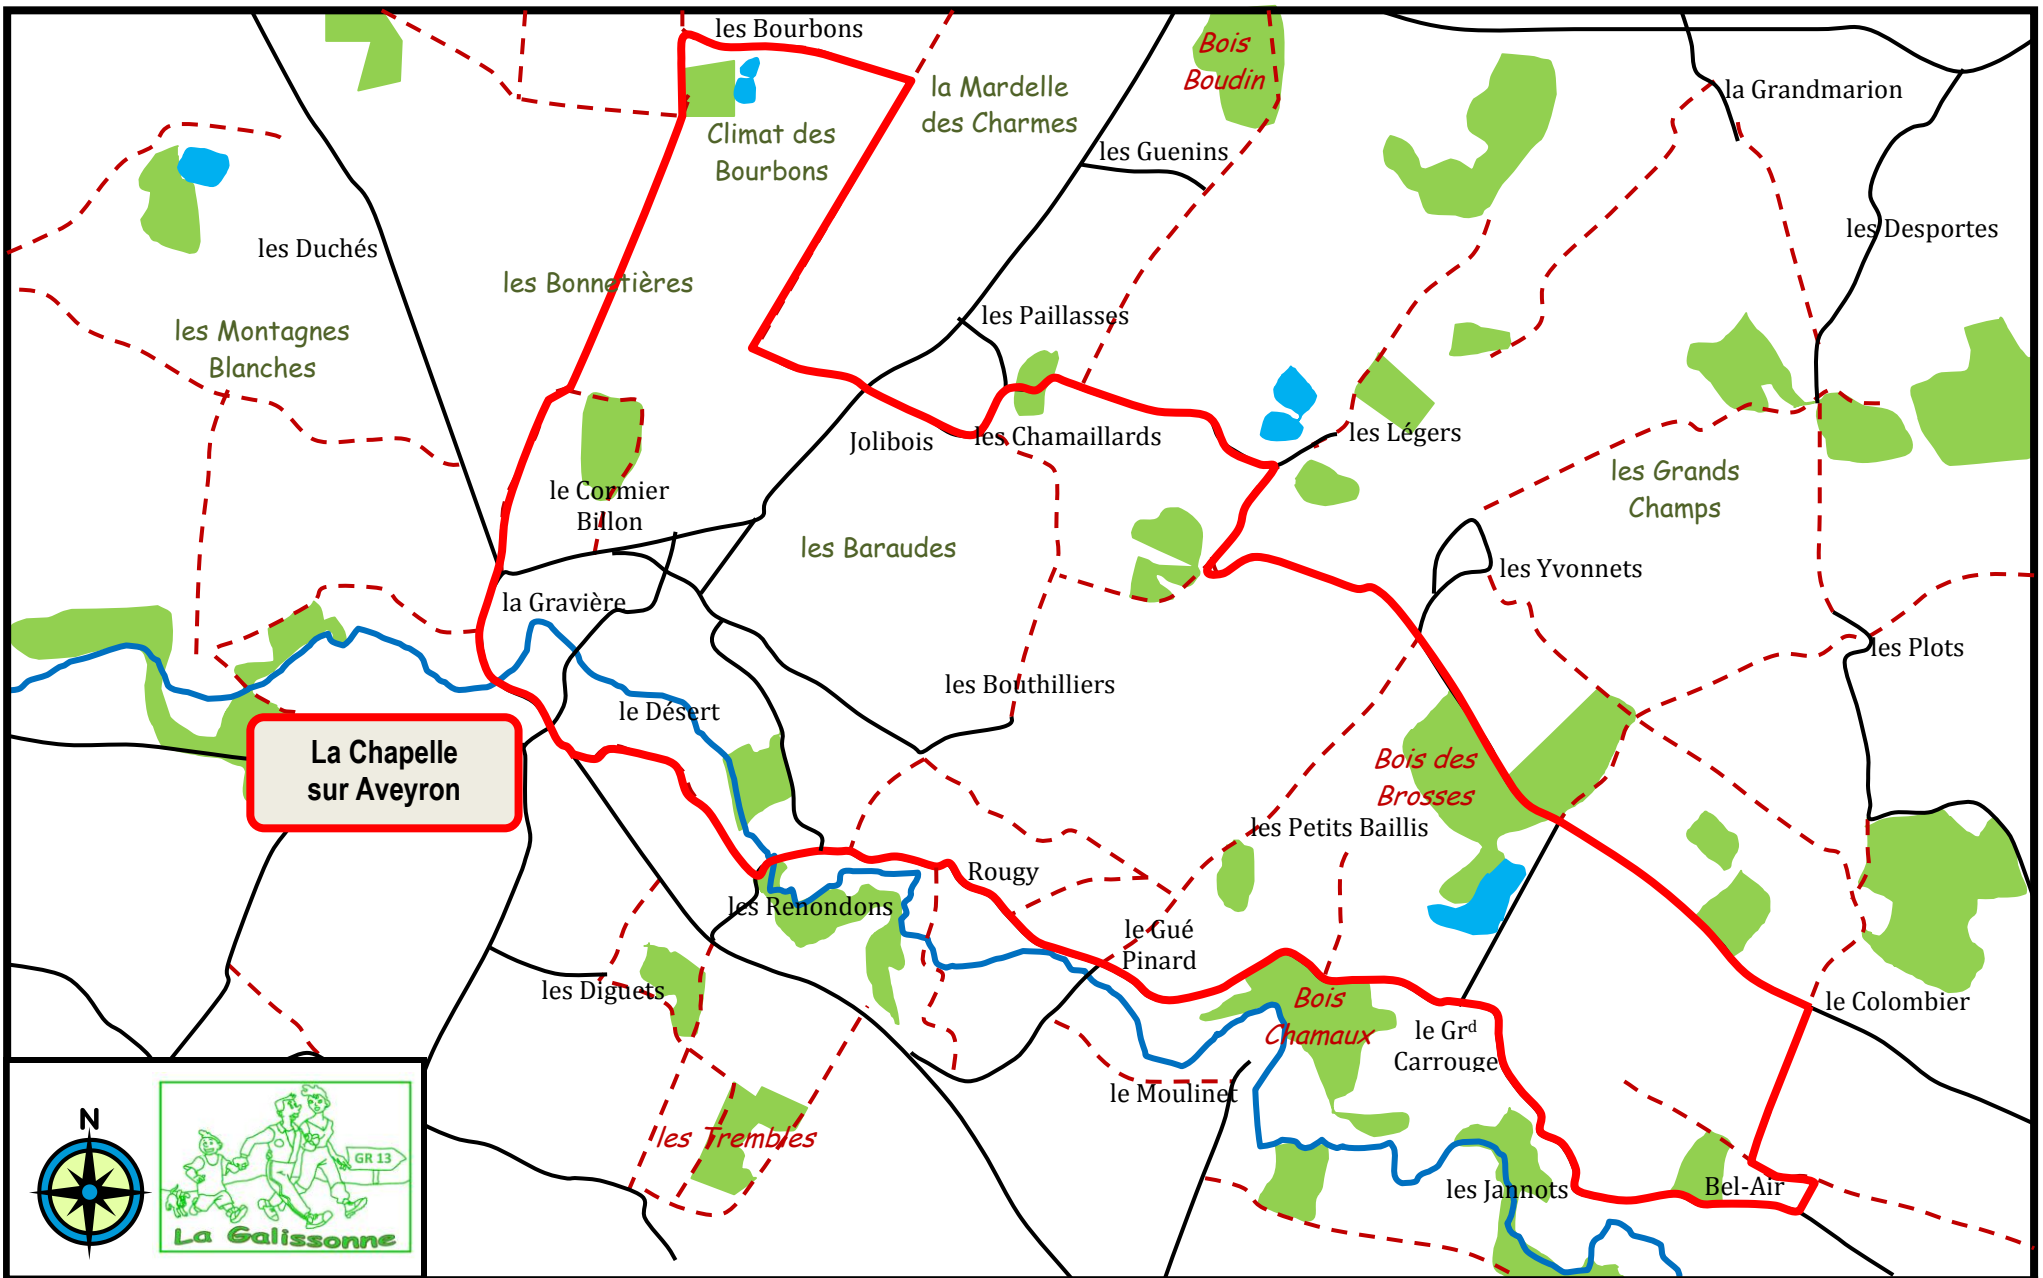 les Bourbons
Bois
Boudin
la Mardelle
des Charmes
la Grandmarion
Climat des
Bourbons
les Guenins
les Duchés
les Desportes
les Bonnetières
les Paillasses
les Montagnes
Blanches
Jolibois
les Chamaillards
les Légers
les Grands
Champs
le Cormier
Billon
les Baraudes
les Yvonnets
la Gravière
les Plots
les Bouthilliers
le Désert
La Chapelle
sur Aveyron
Bois des
Brosses
les Petits Baillis
Rougy
les Renondons
le Gué
Pinard
les Diguets
Bois
Chamaux
le Grd
Carrouge
le Colombier
le Moulinet
les Trembles
les Jannots
Bel-Air
N
GR 13
La Galissonne